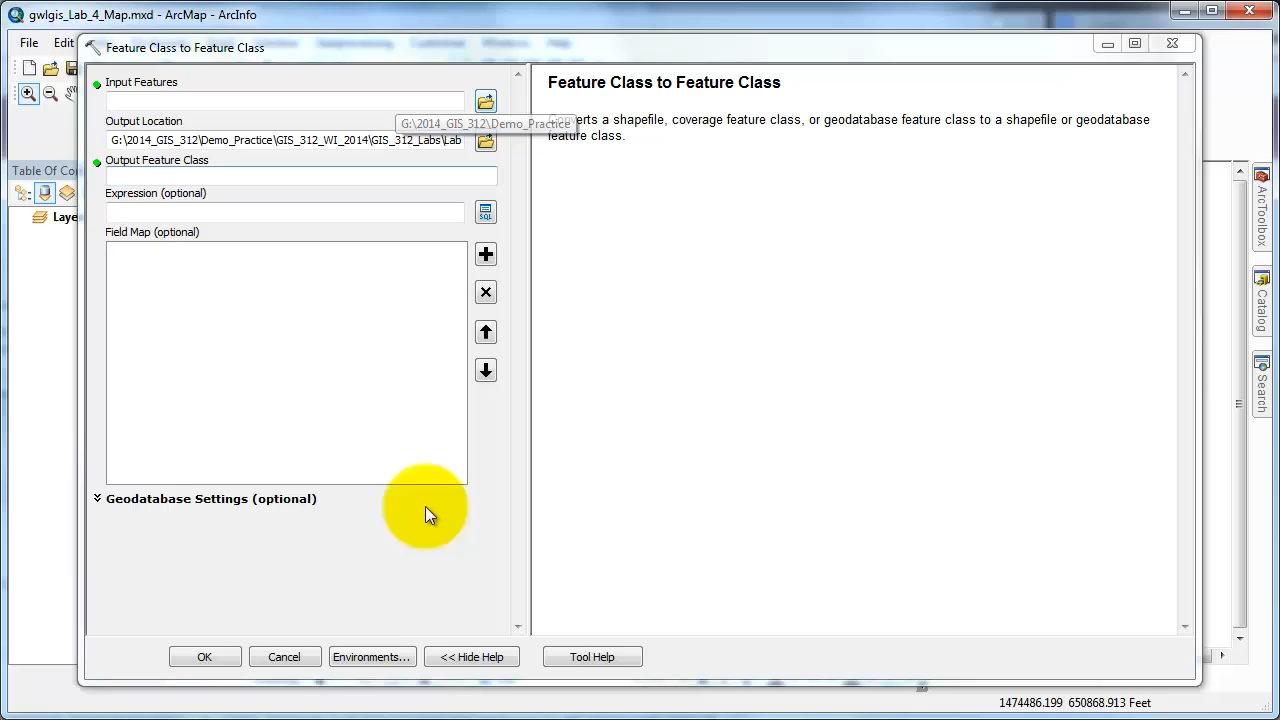 gwlgis_Lab_4_Map.mxd - ArcMap - ArcInfo
File
Edit
Feature Class to Feature Class
Input Features
Output Location
G:\2014_GIS_312\Demo_Practice
G:\2014_GIS_312\Demo_Practice\GIS_312_WI_2014\GIS_312_Labs\Lab
Output Feature Class
Expression (optional)
SQL
Field Map (optional)
Geodatabase Settings (optional)
OK
Cancel
Environments...
<< Hide Help
Tool Help
Feature Class to Feature Class
a shapefile, coverage feature class, or geodatabase feature class to a shapefile or geodatabase
feature class.
Table Of Co
Laye
ArcToolbox
Catalog
Search
1474486.199 650868.913 Feet